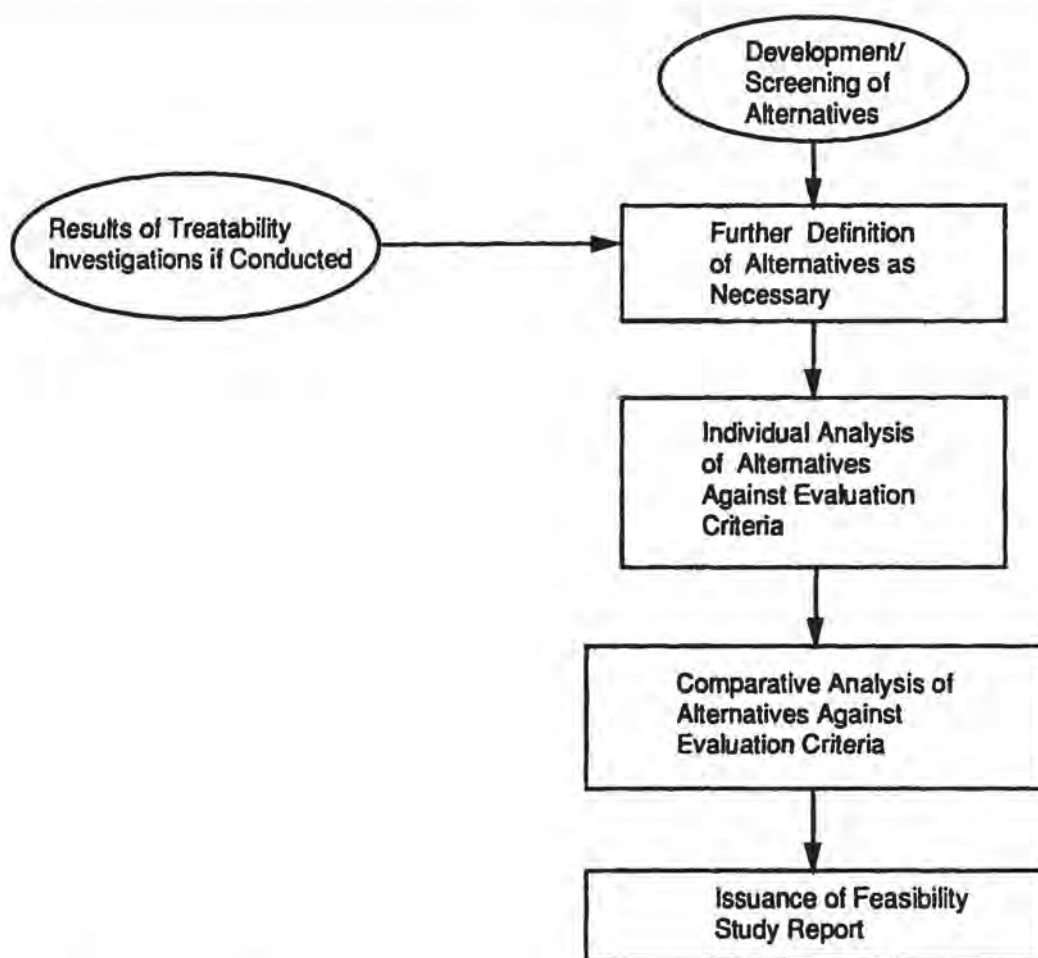 Development/
Screening of
Alternatives
Results of Treatability
Investigations if Conducted
Further Definition
of Alternatives as
Necessary
Individual Analysis
of Alternatives
Against Evaluation
Criteria
Comparative Analysis of
Alternatives Against
Evaluation Criteria
Issuance of Feasibility
Study Report